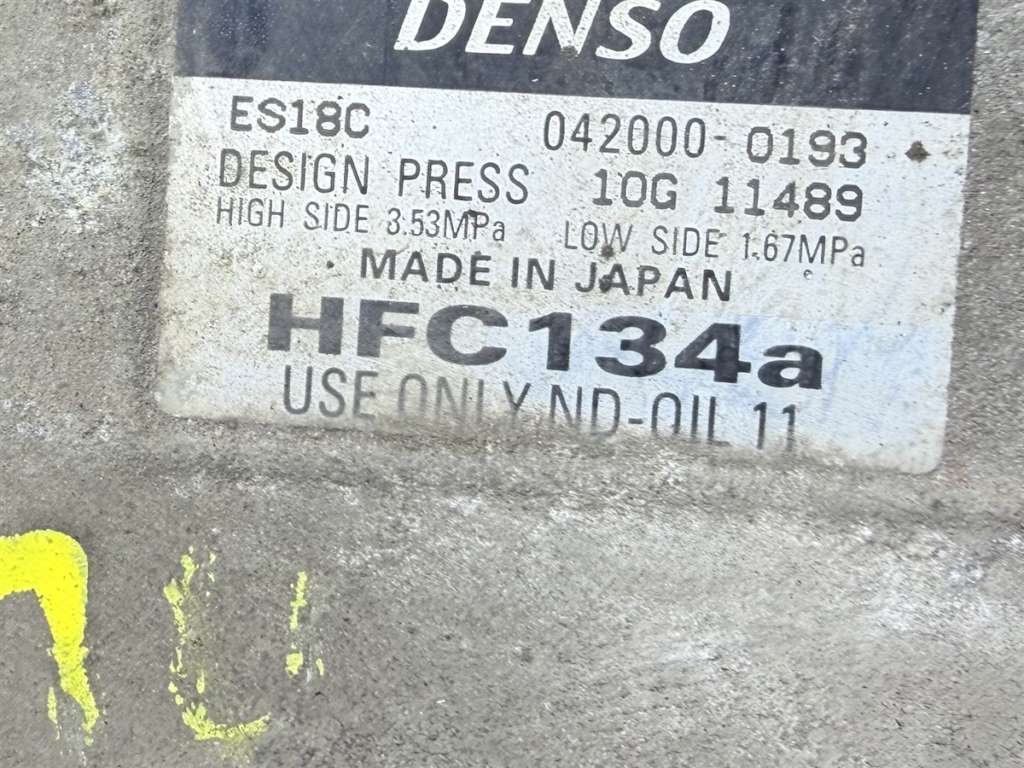 DENSO
ES18C 042000-0193
DESIGN PRESS 10G 11489
HIGH SIDE 3.53MPa LOW SIDE 1.67MPa
MADE IN JAPAN
HFC134a
USE ONLY ND-OIL 11